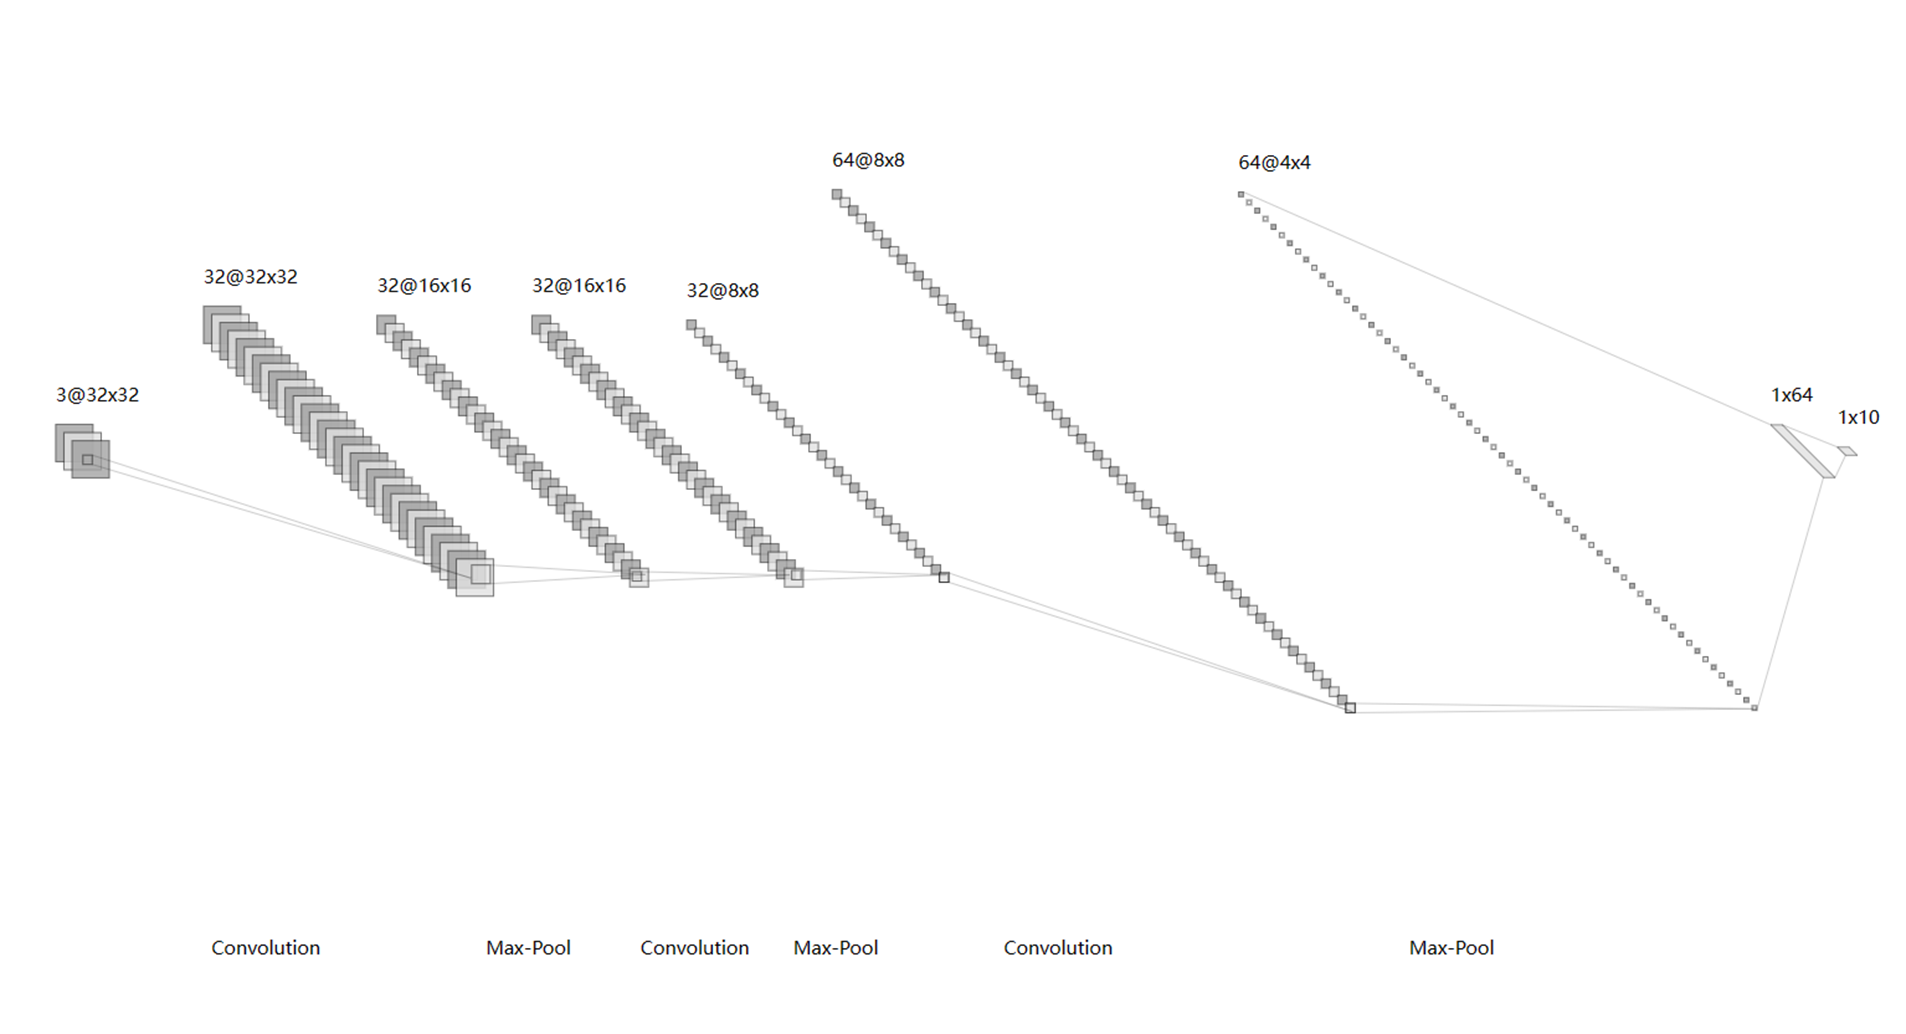 3@32x32
32@32x32
32@16x16
32@16x16
32@8x8
64@8x8
64@4x4
1x64
1x10
Convolution
Max-Pool
Convolution
Max-Pool
Convolution
Max-Pool